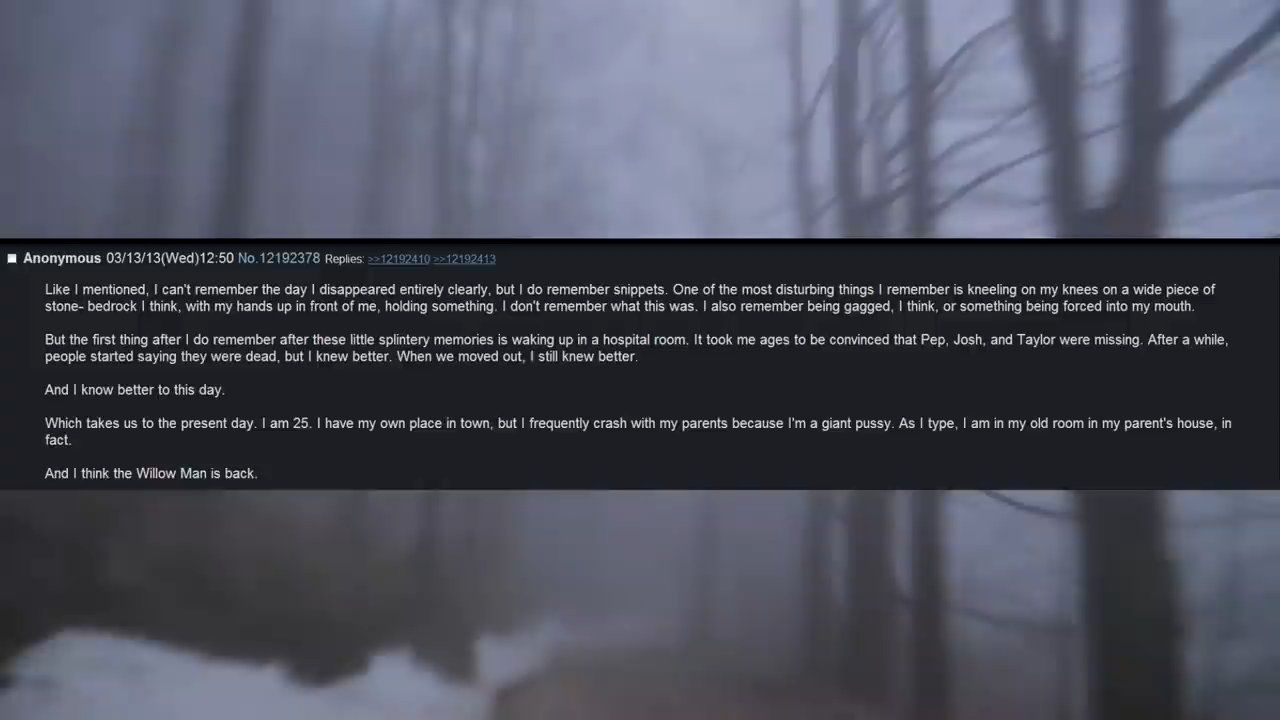 Anonymous 03/13/13(Wed)12:50 No.12192378 Replies: >>12192410 >>12192413
Like I mentioned, I can't remember the day I disappeared entirely clearly, but I do remember snippets. One of the most disturbing things I remember is kneeling on my knees on a wide piece of
stone- bedrock I think, with my hands up in front of me, holding something. I don't remember what this was. I also remember being gagged, I think, or something being forced into my mouth.
But the first thing after I do remember after these little splintery memories is waking up in a hospital room. It took me ages to be convinced that Pep, Josh, and Taylor were missing. After a while,
people started saying they were dead, but I knew better. When we moved out, I still knew better.
And I know better to this day.
Which takes us to the present day. I am 25. I have my own place in town, but I frequently crash with my parents because I'm a giant pussy. As I type, I am in my old room in my parent's house, in
fact.
And I think the Willow Man is back.